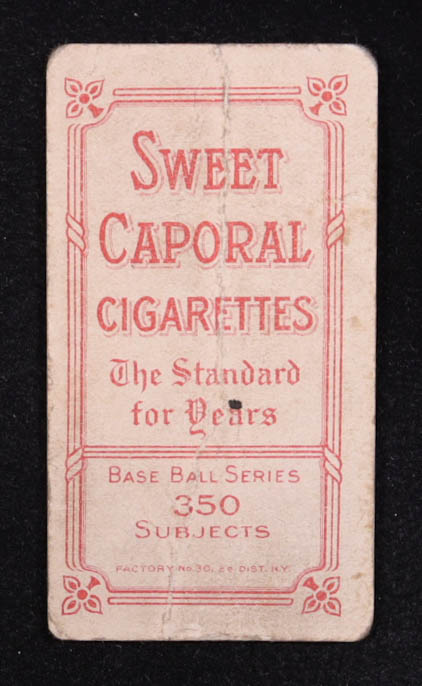 SWEET
CAPORAL
CIGARETTES
The Standard
for Years
BASE BALL SERIES
350
SUBJECTS
FACTORY No. 30, 2D DIST. N.Y.